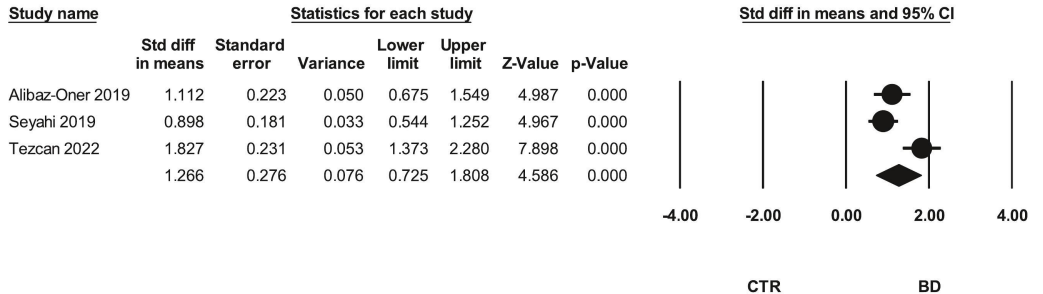 Study name Statistics for each study Std diff in means and 95% CI
Std diff Standard Lower Upper
in means error Variance limit limit Z-Value p-Value
Alibaz-Oner 2019 1.112 0.223 0.050 0.675 1.549 4.987 0.000
Seyahi 2019 0.898 0.181 0.033 0.544 1.252 4.967 0.000
Tezcan 2022 1.827 0.231 0.053 1.373 2.280 7.898 0.000
1.266 0.276 0.076 0.725 1.808 4.586 0.000
-4.00 -2.00 0.00 2.00 4.00
CTR BD